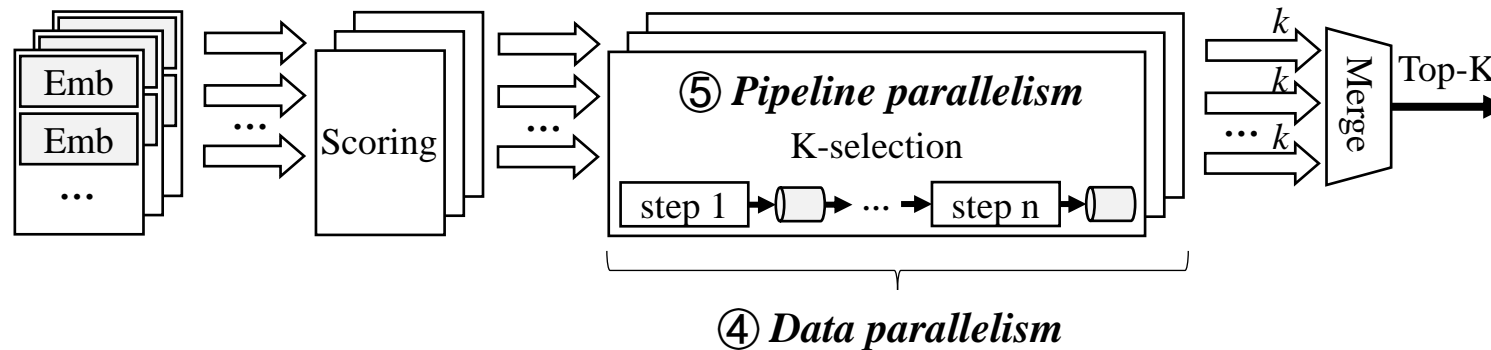 Emb
Emb
...
...
Scoring
...
⑤ Pipeline parallelism
K-selection
step 1
...
step n
k
k
...
k
Merge
Top-K
④ Data parallelism